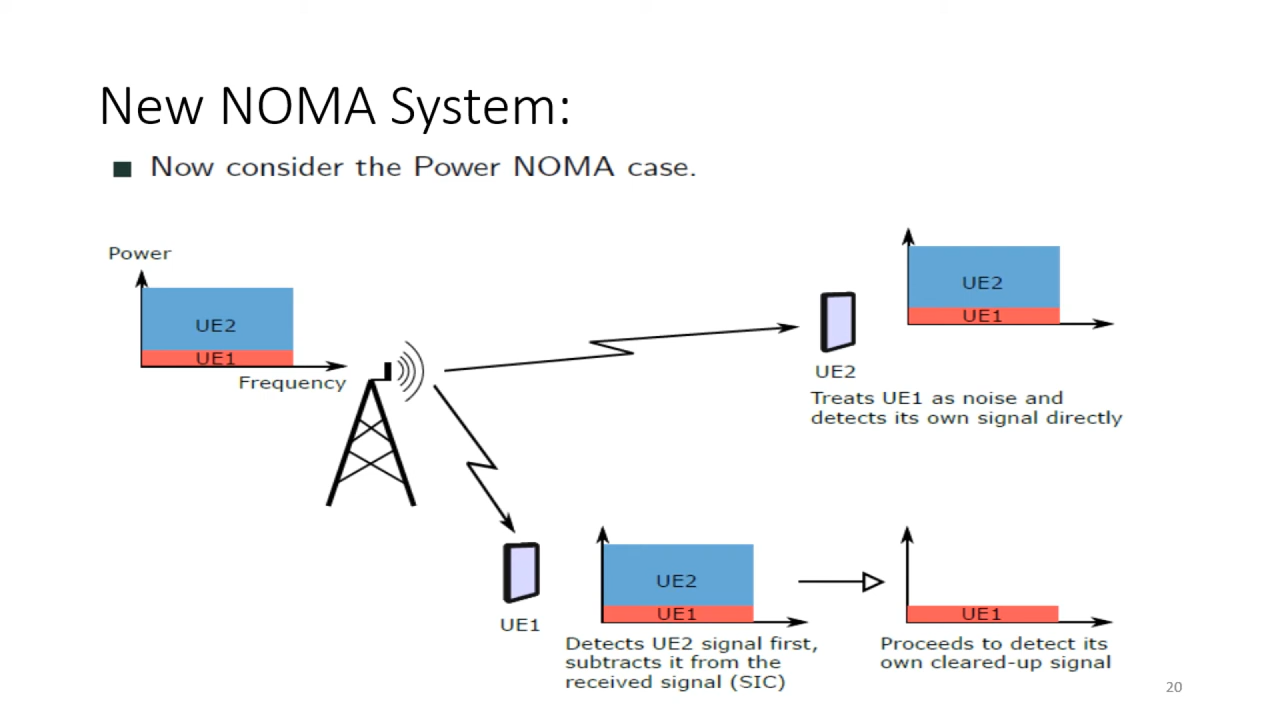 New NOMA System:
Now consider the Power NOMA case.
Power
UE2
UE1
Frequency
UE2
UE1
UE2
Treats UE1 as noise and
detects its own signal directly
UE1
UE2
UE1
Detects UE2 signal first,
subtracts it from the
received signal (SIC)
UE1
Proceeds to detect its
own cleared-up signal
20